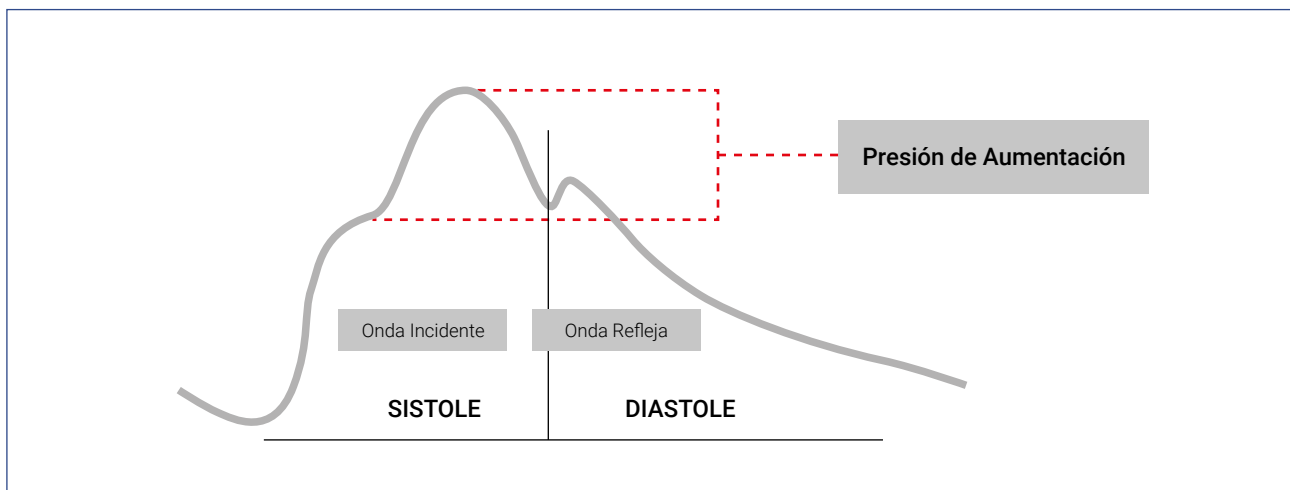 Presión de Aumentación
Onda Incidente
Onda Refleja
SISTOLE
DIASTOLE